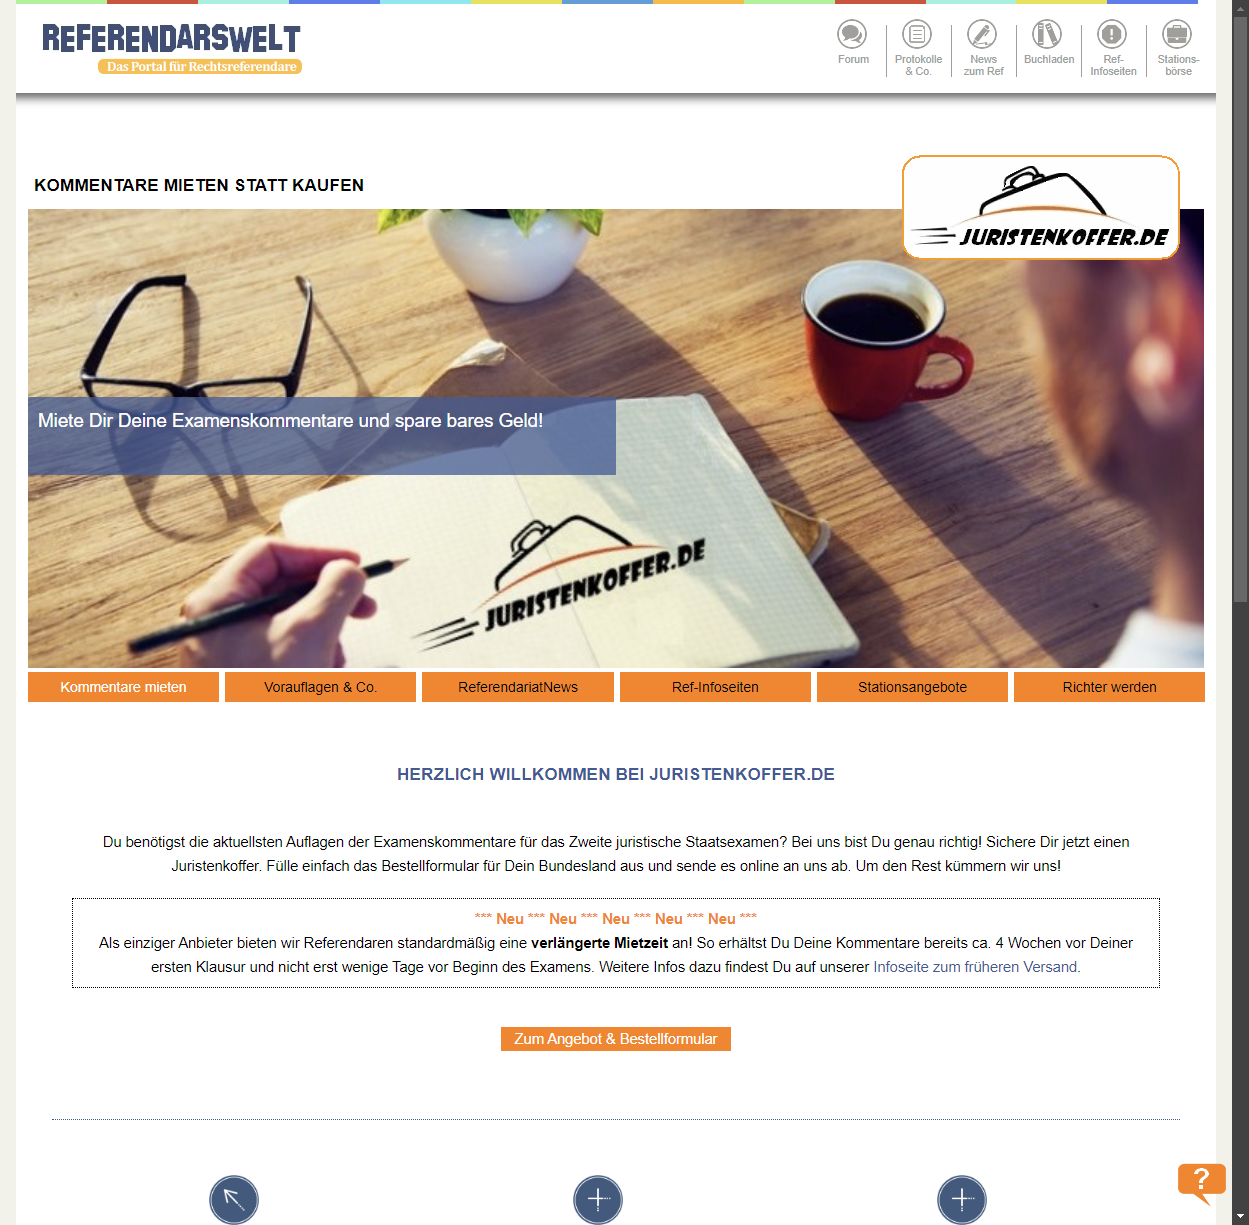 REFERENDARSWELT
Das Portal für Rechtsreferendare
Forum
Protokolle
& Co.
News
zum Ref
Buchladen
Ref-
Infoseiten
Stations-
börse
KOMMENTARE MIETEN STATT KAUFEN
JURISTENKOFFER.DE
Miete Dir Deine Examenskommentare und spare bares Geld!
JURISTENKOFFER.DE
Kommentare mieten
Vorauflagen & Co.
ReferendariatNews
Ref-Infoseiten
Stationsangebote
Richter werden
HERZLICH WILLKOMMEN BEI JURISTENKOFFER.DE
Du benötigst die aktuellsten Auflagen der Examenskommentare für das Zweite juristische Staatsexamen? Bei uns bist Du genau richtig! Sichere Dir jetzt einen
Juristenkoffer. Fülle einfach das Bestellformular für Dein Bundesland aus und sende es online an uns ab. Um den Rest kümmern wir uns!
*** Neu *** Neu *** Neu *** Neu *** Neu ***
Als einziger Anbieter bieten wir Referendaren standardmäßig eine verlängerte Mietzeit an! So erhältst Du Deine Kommentare bereits ca. 4 Wochen vor Deiner
ersten Klausur und nicht erst wenige Tage vor Beginn des Examens. Weitere Infos dazu findest Du auf unserer Infoseite zum früheren Versand.
Zum Angebot & Bestellformular
?